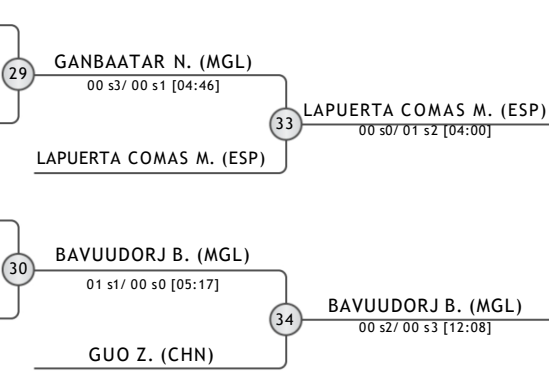 29
GANBAATAR N. (MGL)
00 s3/ 00 s1 [04:46]
33
LAPUERTA COMAS M. (ESP)
00 s0/ 01 s2 [04:00]
LAPUERTA COMAS M. (ESP)
30
BAVUUDORJ B. (MGL)
01 s1/ 00 s0 [05:17]
34
BAVUUDORJ B. (MGL)
00 s2/ 00 s3 [12:08]
GUO Z. (CHN)